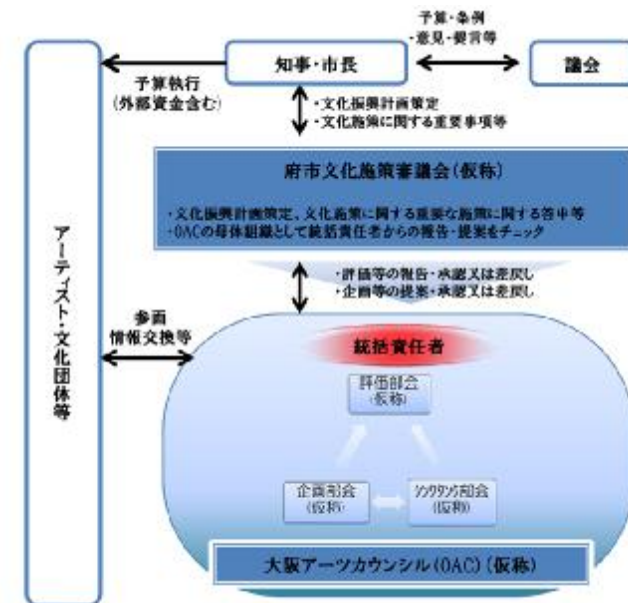 予算・条例
・意見・提言等
知事・市長
議会
予算執行
(外部資金含む)
・文化振興計画策定
・文化施策に関する重要事項等
府市文化施策審議会(仮称)
・文化振興計画策定、文化施策に関する重要な施策に関する答申等
・OACの母体組織として統括責任者からの報告・提案をチェック
・評価等の報告・承認又は差戻し
・企画等の提案・承認又は差戻し
アーティスト・文化団体等
参画
情報交換等
統括責任者
評価部会
(仮称)
企画部会
(仮称)
シンクタンク部会
(仮称)
大阪アーツカウンシル(OAC)(仮称)